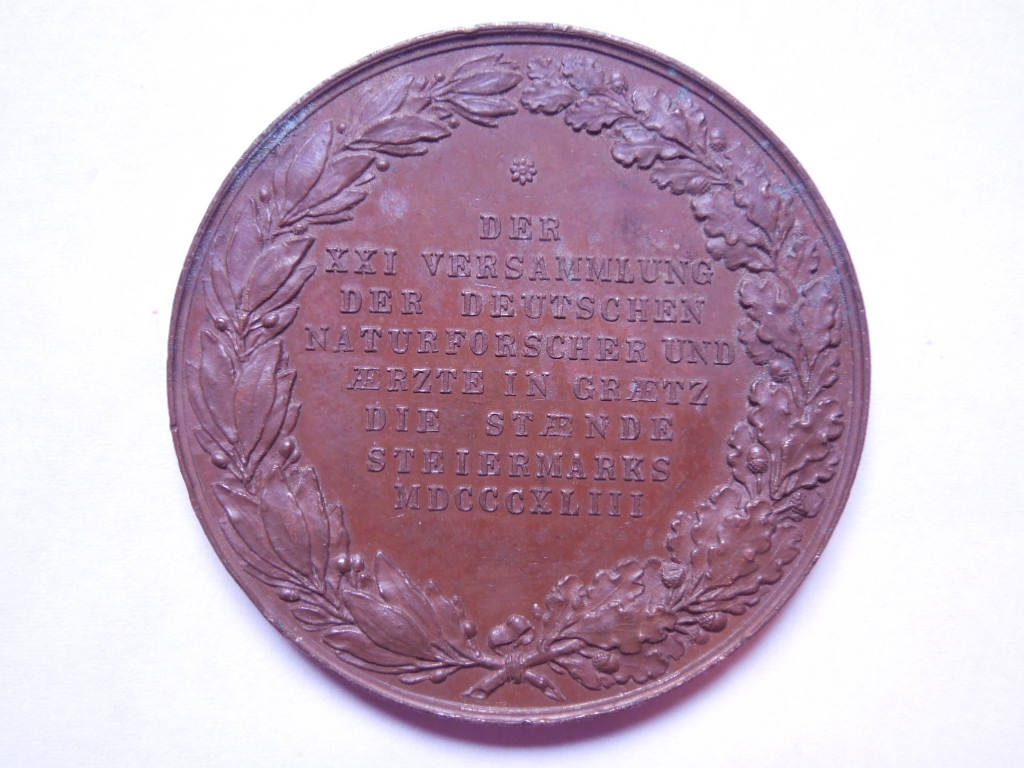 DER
XXI VERSAMMLUNG
DER DEUTSCHEN
NATURFORSCHER UND
ÆRZTE IN GRÆTZ
DIE STÆNDE
STEIERMARKS
MDCCCXLIII